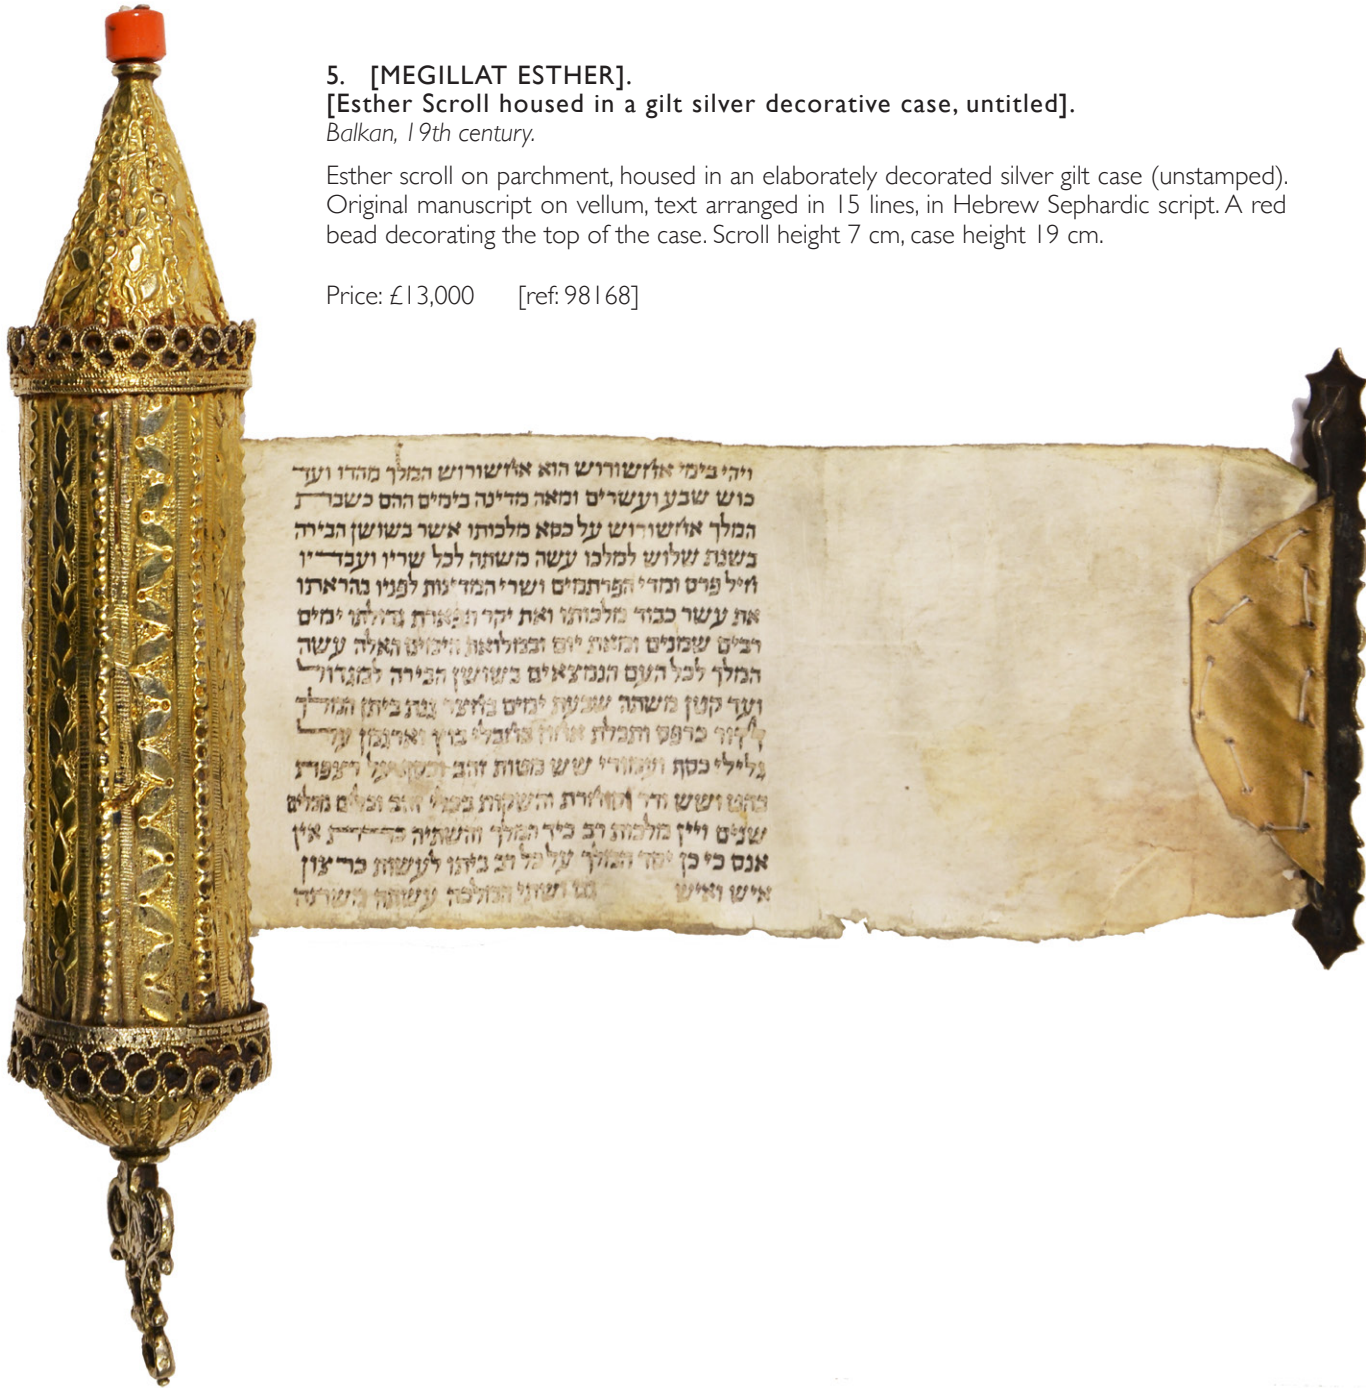 5. [MEGILLAT ESTHER].
[Esther Scroll housed in a gilt silver decorative case, untitled].
Balkan, 19th century.
Esther scroll on parchment, housed in an elaborately decorated silver gilt case (unstamped).
Original manuscript on vellum, text arranged in 15 lines, in Hebrew Sephardic script. A red
bead decorating the top of the case. Scroll height 7 cm, case height 19 cm.
Price: £13,000 [ref: 98168]
ויהי בימי אחשורוש הוא אחשורוש המלך מהדו ועד
כוש שבע ועשרים ומאה מדינה בימים ההם כשבת
המלך אחשורוש על כסא מלכותו אשר בשושן הבירה
בשנת שלוש למלכו עשה משתה לכל שריו ועבדיו
חיל פרס ומדי הפרתמים ושרי המדינות לפניו בהראתו
את עשר כבוד מלכותו ואת יקר תפארת גדולתו ימים
רבים שמנים ומאת יום ובמלואת הימים האלה עשה
המלך לכל העם הנמצאים בשושן הבירה למגדול
ועד קטן משתה שבעת ימים בחצר גנת ביתן המלך
כרפס ותכלת אחוז בחבלי בוץ וארגמן על
גלילי כסף ועמודי שש מטות זהב וכסף על רצפת
בהט ושש ודר וסחרת והשקות בכלי זהב וכלים מכלים
שונים ויין מלכות רב כיד המלך והשתיה כדת אין
אנס כי כן יסד המלך על כל רב ביתו לעשות כרצון
איש ואיש גם ושתי המלכה עשתה משתה